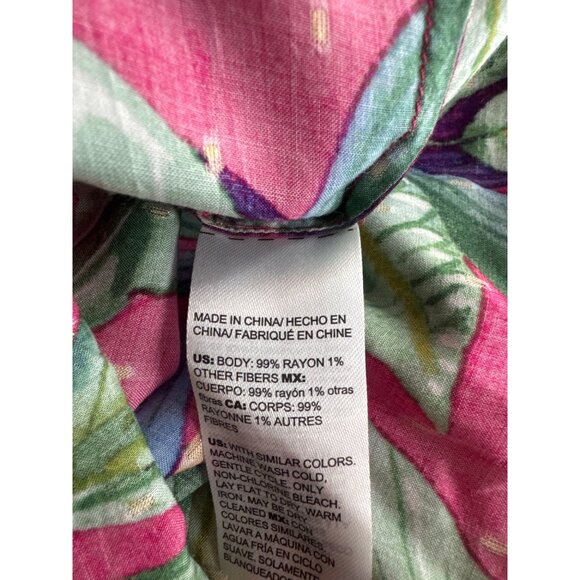 MADE IN CHINA/ HECHO EN
CHINA/ FABRIQUÉ EN CHINE
US: BODY: 99% RAYON 1%
OTHER FIBERS MX:
CUERPO: 99% rayón 1% otras
fibras CA: CORPS: 99%
RAYONNE 1% AUTRES
FIBRES
US: WITH SIMILAR COLORS.
MACHINE WASH COLD,
GENTLE CYCLE. ONLY
NON-CHLORINE BLEACH.
LAY FLAT TO DRY. WARM
IRON. MAY BE DRY
CLEANED MX: CON
COLORES SIMILARES
LAVAR A MÁQUINA CON
AGUA FRÍA EN CICLO
SUAVE, SOLAMENTE
BLANQUEADOR